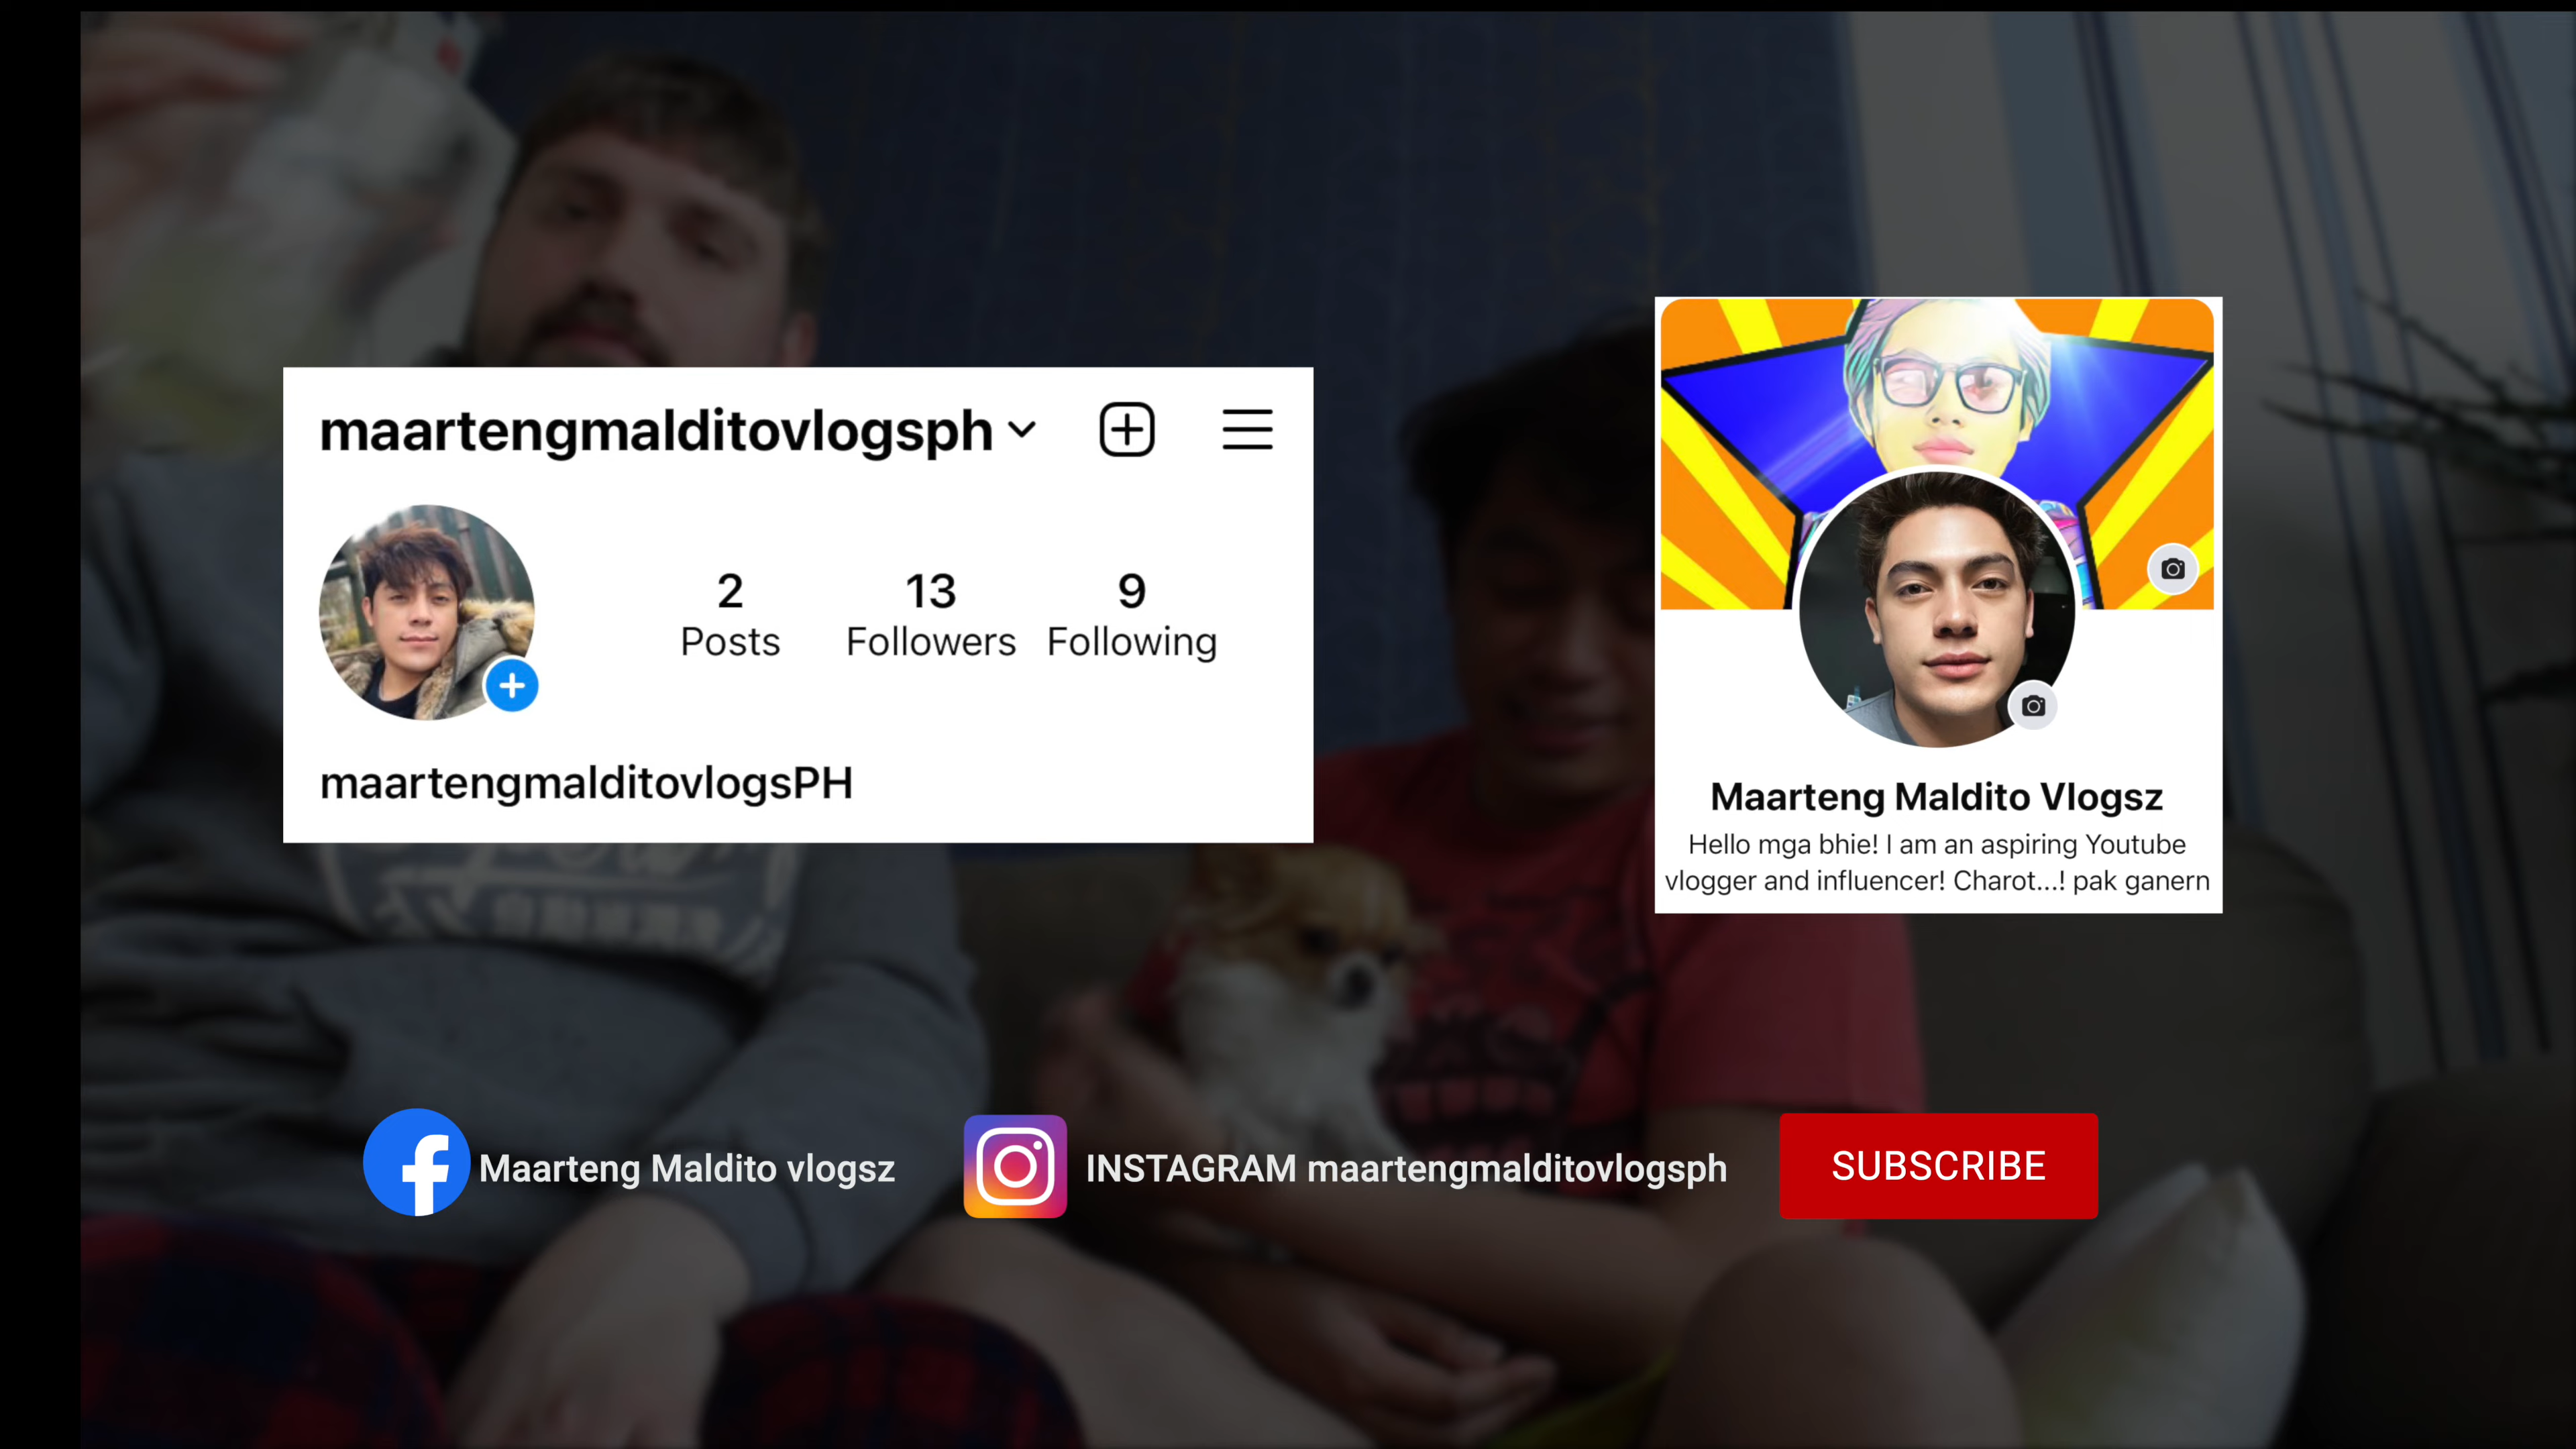 maartengmalditovlogsph
2 Posts
13 Followers
9 Following
maartengmalditovlogsPH
Maarteng Maldito Vlogsz
Hello mga bhie! I am an aspiring Youtube
vlogger and influencer! Charot...! pak ganern
Maarteng Maldito vlogsz
INSTAGRAM maartengmalditovlogsph
SUBSCRIBE